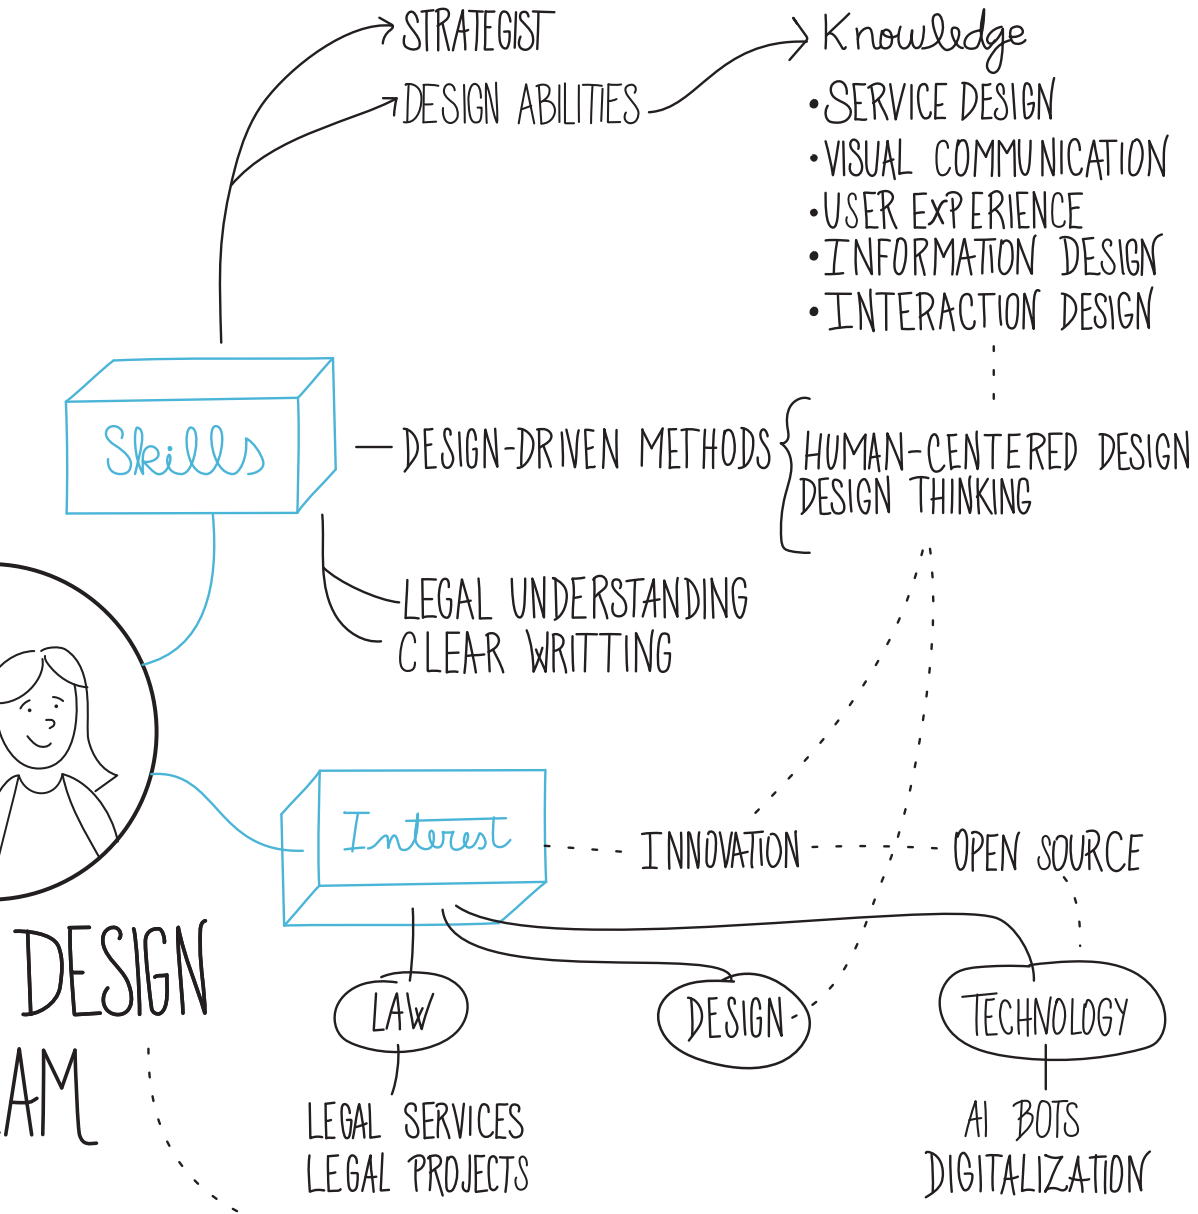 STRATEGIST
DESIGN ABILITIES
Knowledge
• SERVICE DESIGN
• VISUAL COMMUNICATION
• USER EXPERIENCE
• INFORMATION DESIGN
• INTERACTION DESIGN
Skills
DESIGN-DRIVEN METHODS
HUMAN-CENTERED DESIGN
DESIGN THINKING
LEGAL UNDERSTANDING
CLEAR WRITTING
Interest
INNOVATION
OPEN SOURCE
LAW
DESIGN
TECHNOLOGY
LEGAL SERVICES
LEGAL PROJECTS
AI BOTS
DIGITALIZATION
DESIGN